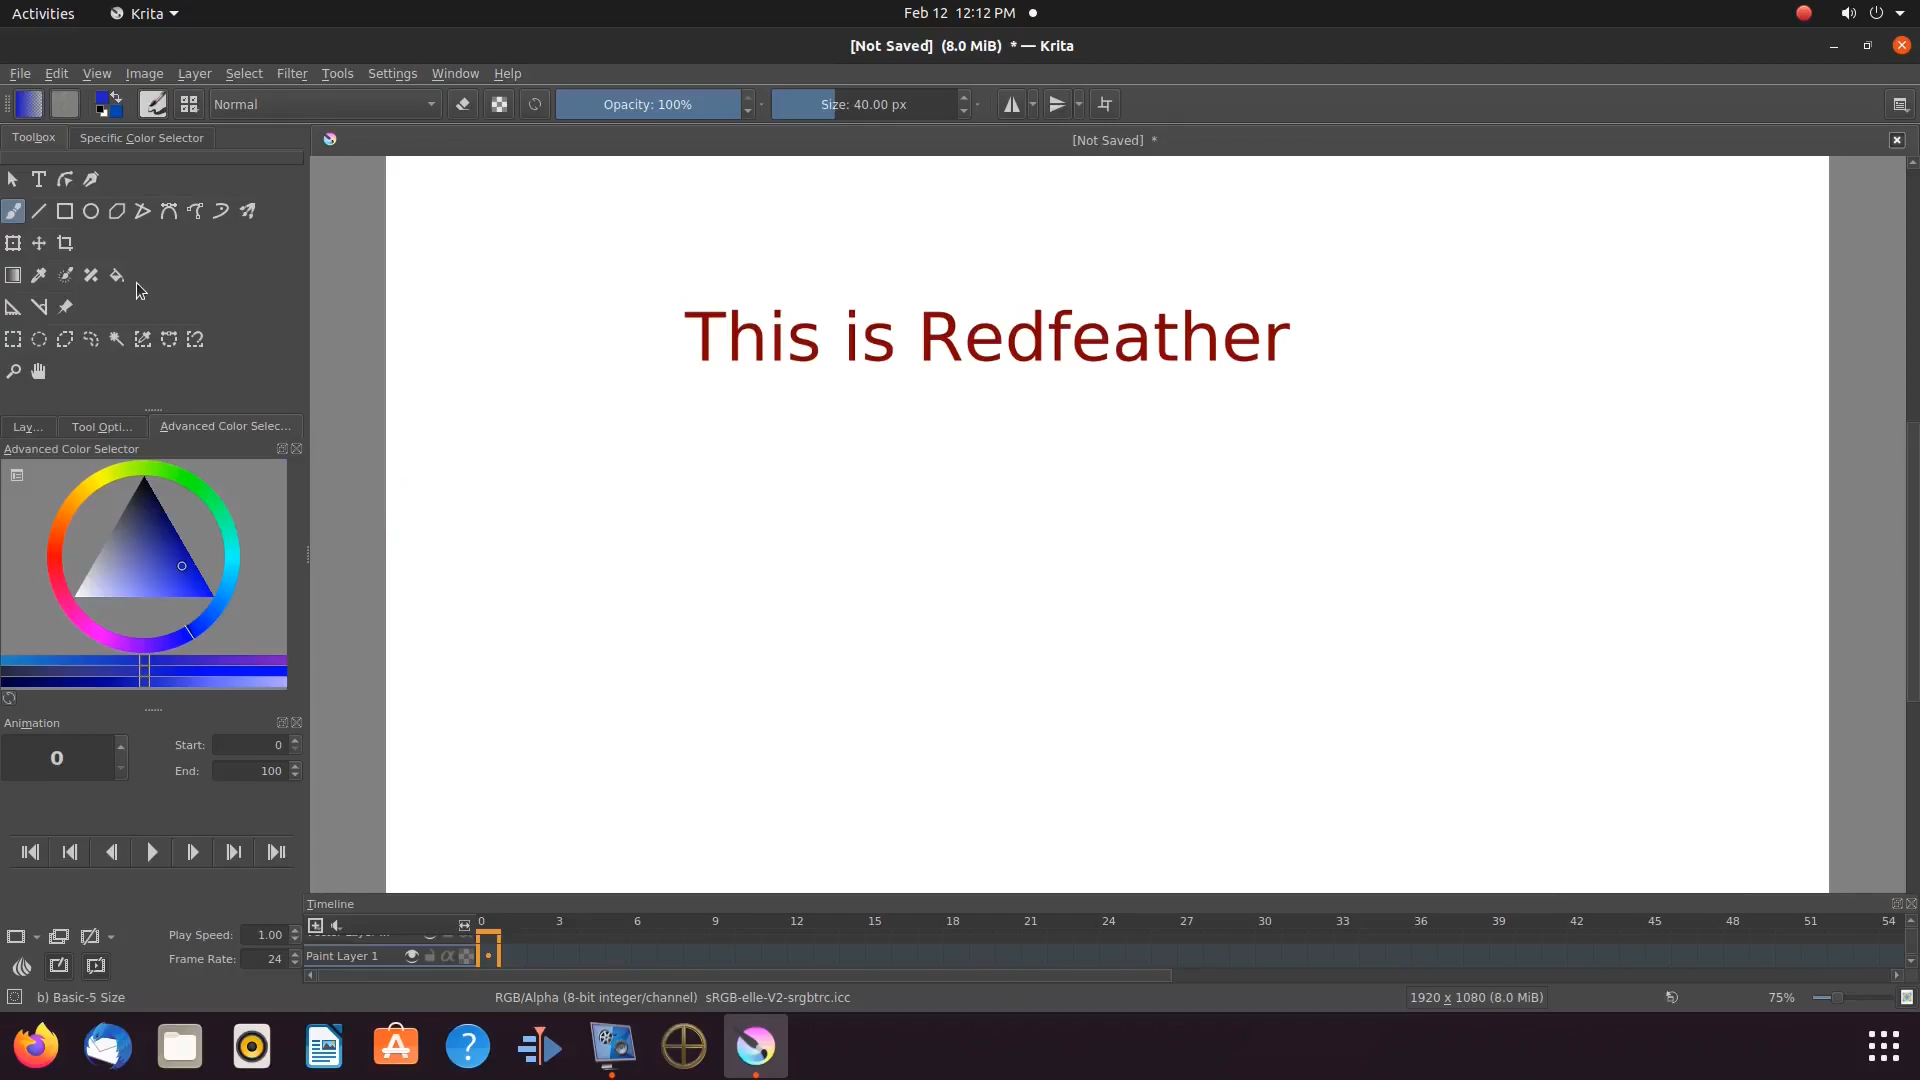 Activities
Krita
Feb 12 12:12 PM
[Not Saved] (8.0 MiB) * — Krita
File Edit View Image Layer Select Filter Tools Settings Window Help
Normal
Opacity: 100%
Size: 40.00 px
Toolbox
Specific Color Selector
[Not Saved] *
This is Redfeather
Lay...
Tool Opti...
Advanced Color Selec...
Advanced Color Selector
Animation
0
Start: 0
End: 100
Timeline
0 3 6 9 12 15 18 21 24 27 30 33 36 39 42 45 48 51 54
Play Speed: 1.00
Paint Layer 1
Frame Rate: 24
b) Basic-5 Size
RGB/Alpha (8-bit integer/channel) sRGB-elle-V2-srgbtrc.icc
1920 x 1080 (8.0 MiB)
75%